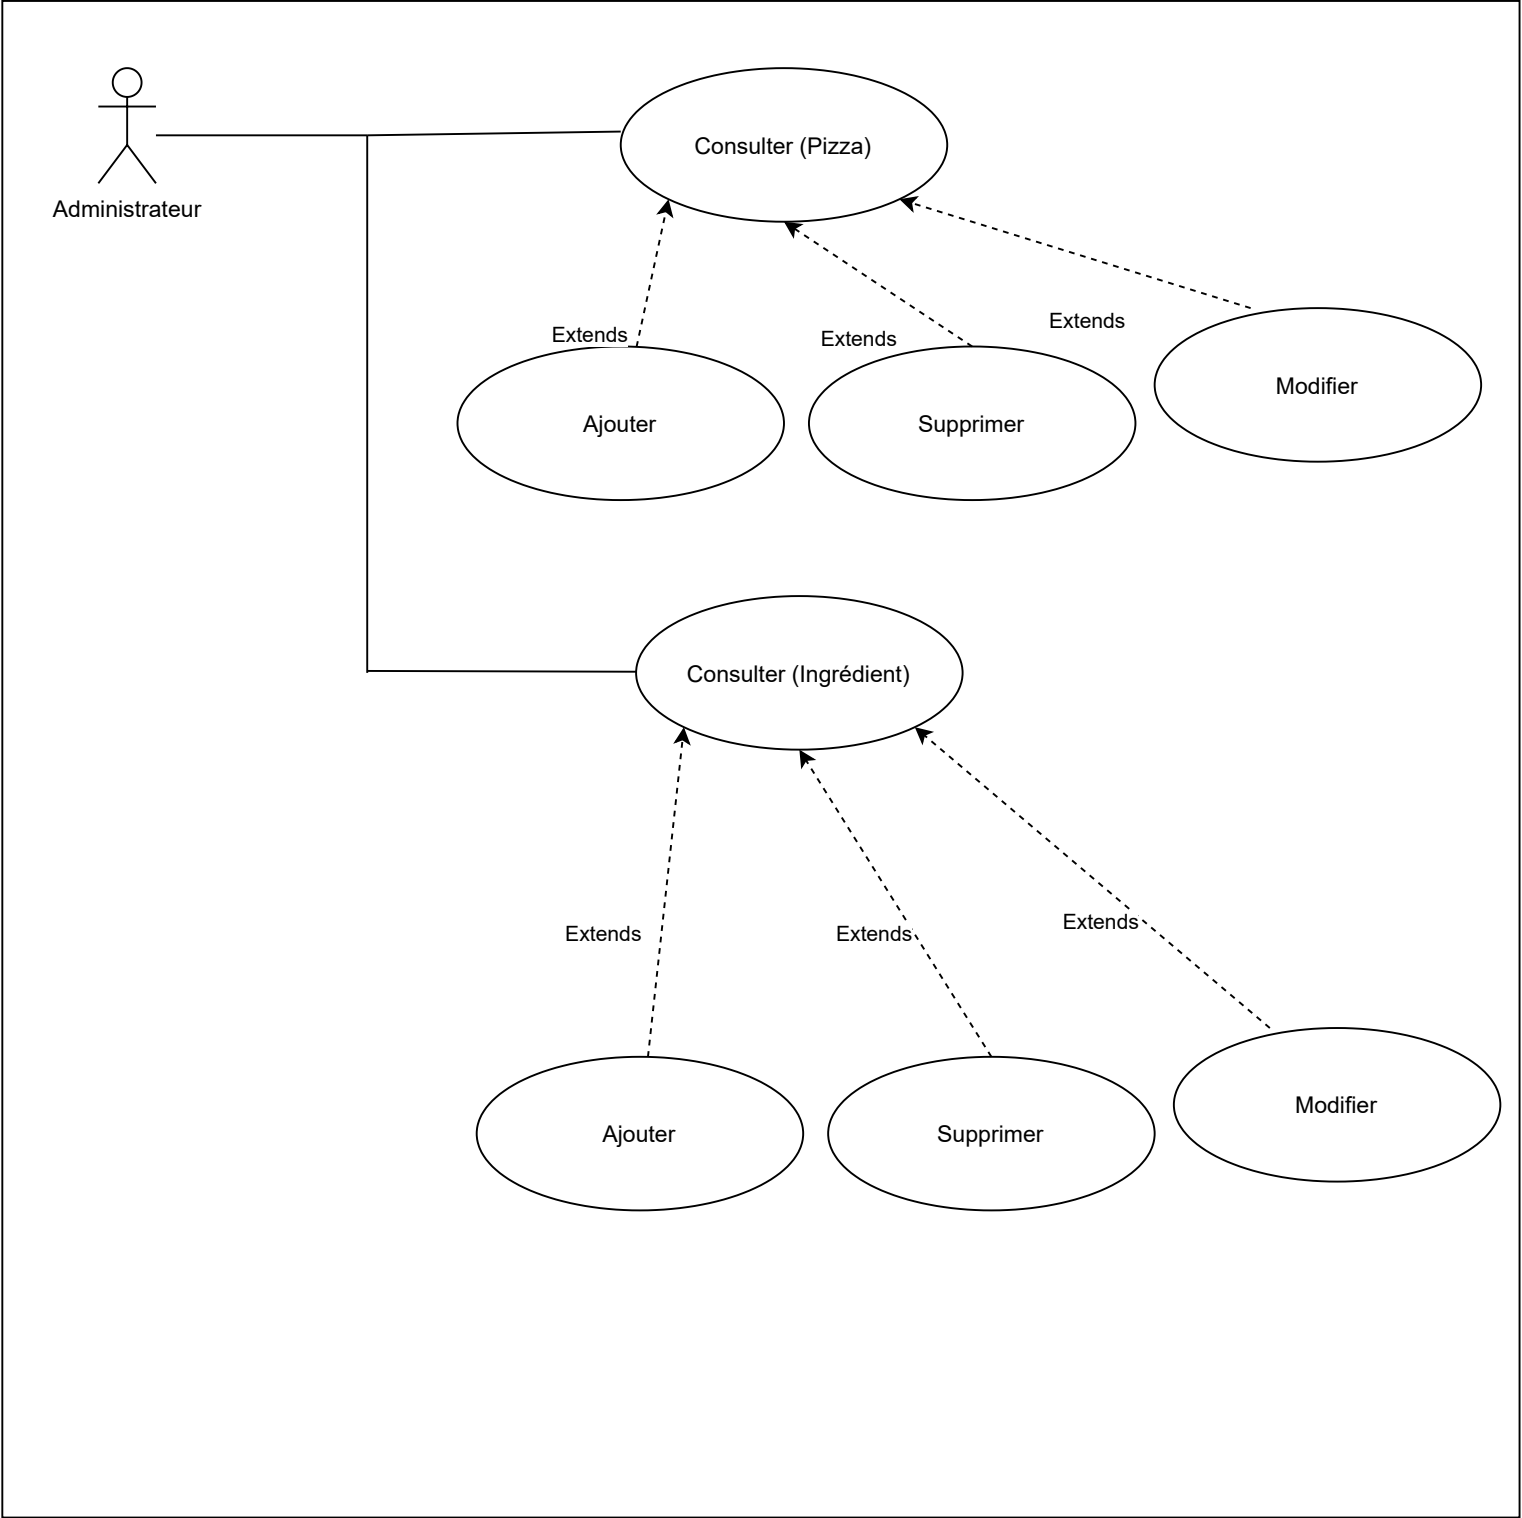 Administrateur
Consulter (Pizza)
Extends
Extends
Extends
Ajouter
Supprimer
Modifier
Consulter (Ingrédient)
Extends
Extends
Extends
Ajouter
Supprimer
Modifier